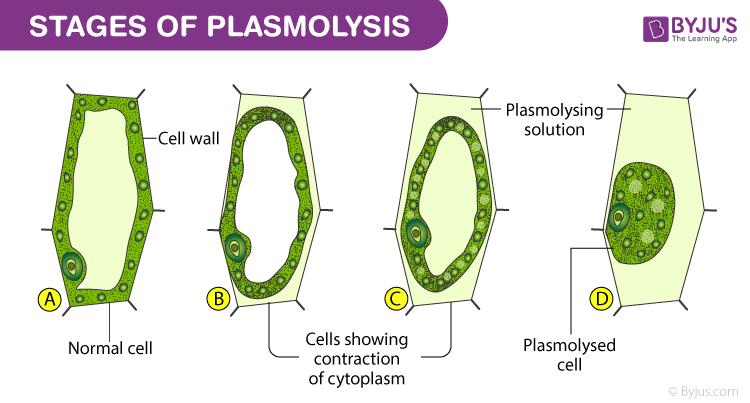 STAGES OF PLASMOLYSIS
BYJU'S
The Learning App
Cell wall
Plasmolysing
solution
A
B
C
D
Normal cell
Cells showing
contraction
of cytoplasm
Plasmolysed
cell
© Byjus.com